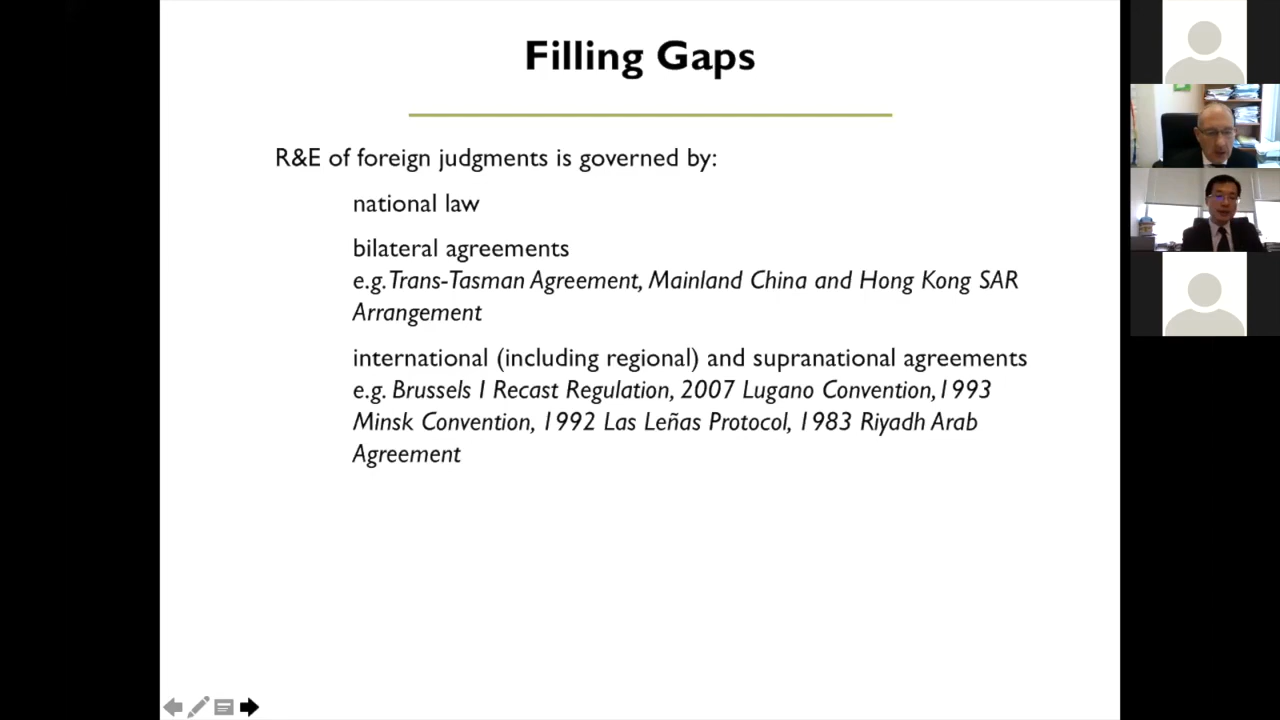 Filling Gaps
R&E of foreign judgments is governed by:
national law
bilateral agreements
e.g. Trans-Tasman Agreement, Mainland China and Hong Kong SAR
Arrangement
international (including regional) and supranational agreements
e.g. Brussels I Recast Regulation, 2007 Lugano Convention, 1993
Minsk Convention, 1992 Las Leñas Protocol, 1983 Riyadh Arab
Agreement